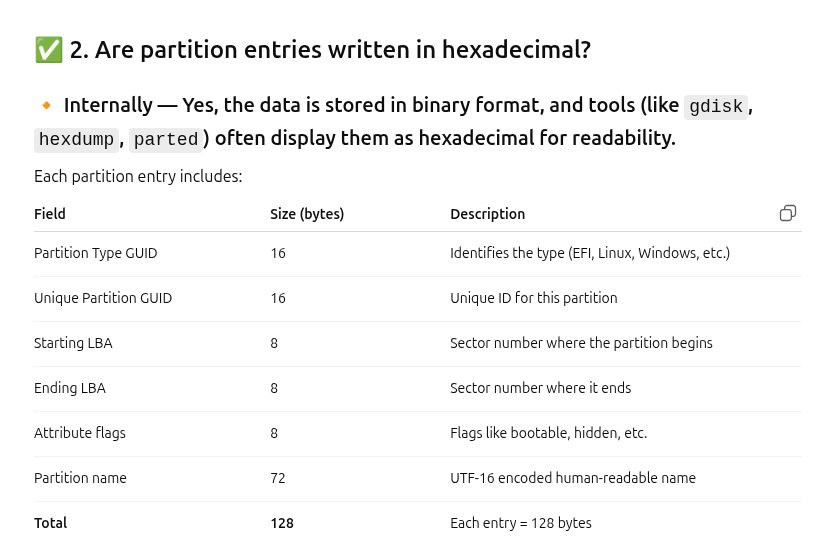 ✅ 2. Are partition entries written in hexadecimal?
🔸 Internally — Yes, the data is stored in binary format, and tools (like gdisk,
hexdump, parted) often display them as hexadecimal for readability.
Each partition entry includes:
Field Size (bytes) Description
Partition Type GUID 16 Identifies the type (EFI, Linux, Windows, etc.)
Unique Partition GUID 16 Unique ID for this partition
Starting LBA 8 Sector number where the partition begins
Ending LBA 8 Sector number where it ends
Attribute flags 8 Flags like bootable, hidden, etc.
Partition name 72 UTF-16 encoded human-readable name
Total 128 Each entry = 128 bytes